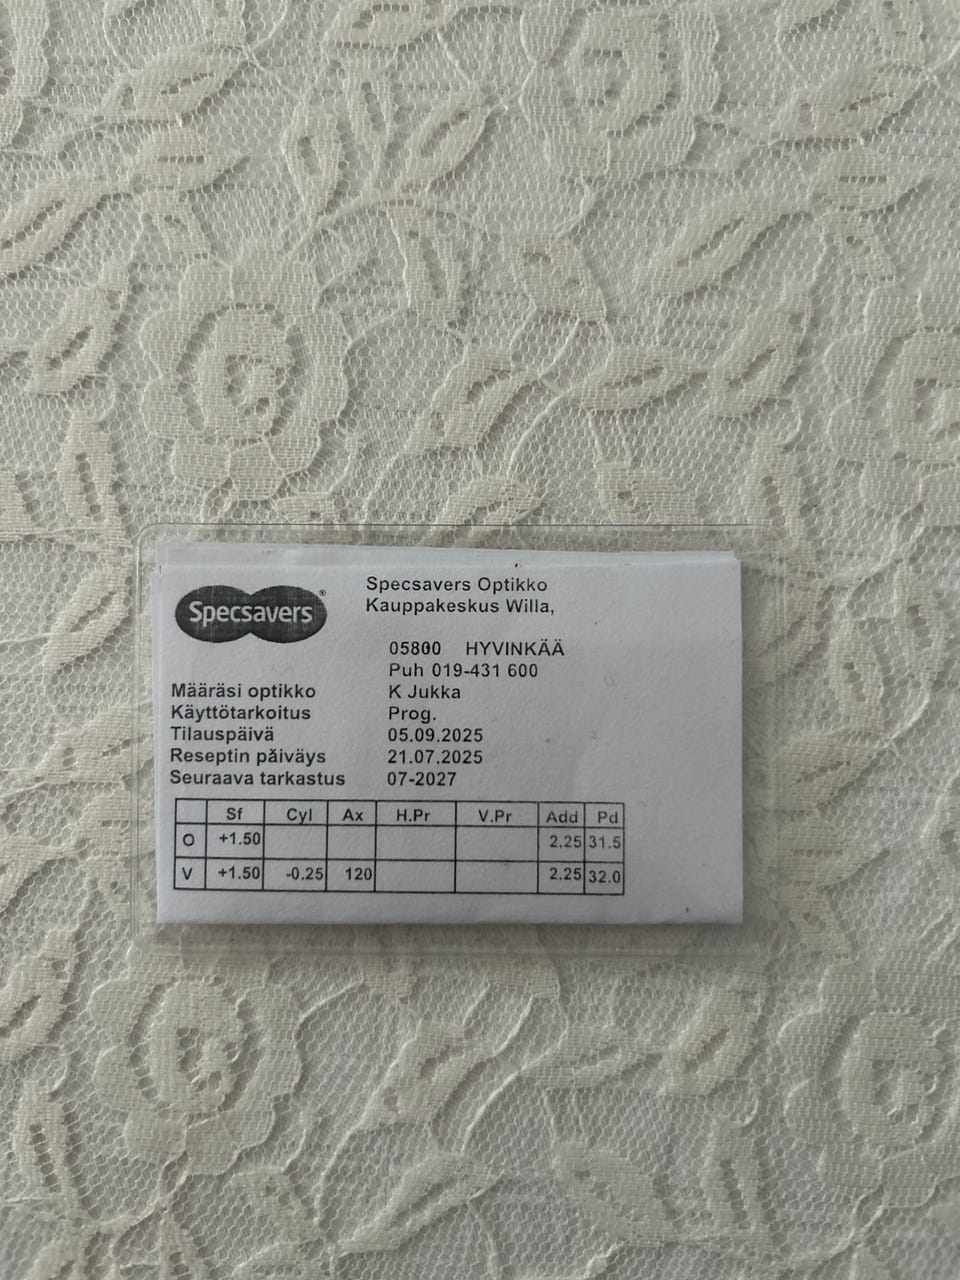 Specsavers®
Specsavers Optikko
Kauppakeskus Willa,
05800 HYVINKÄÄ
Puh 019-431 600
Määräsi optikko K Jukka
Käyttötarkoitus Prog.
Tilauspäivä 05.09.2025
Reseptin päiväys 21.07.2025
Seuraava tarkastus 07-2027
Sf Cyl Ax H.Pr V.Pr Add Pd
O +1.50 2.25 31.5
V +1.50 -0.25 120 2.25 32.0